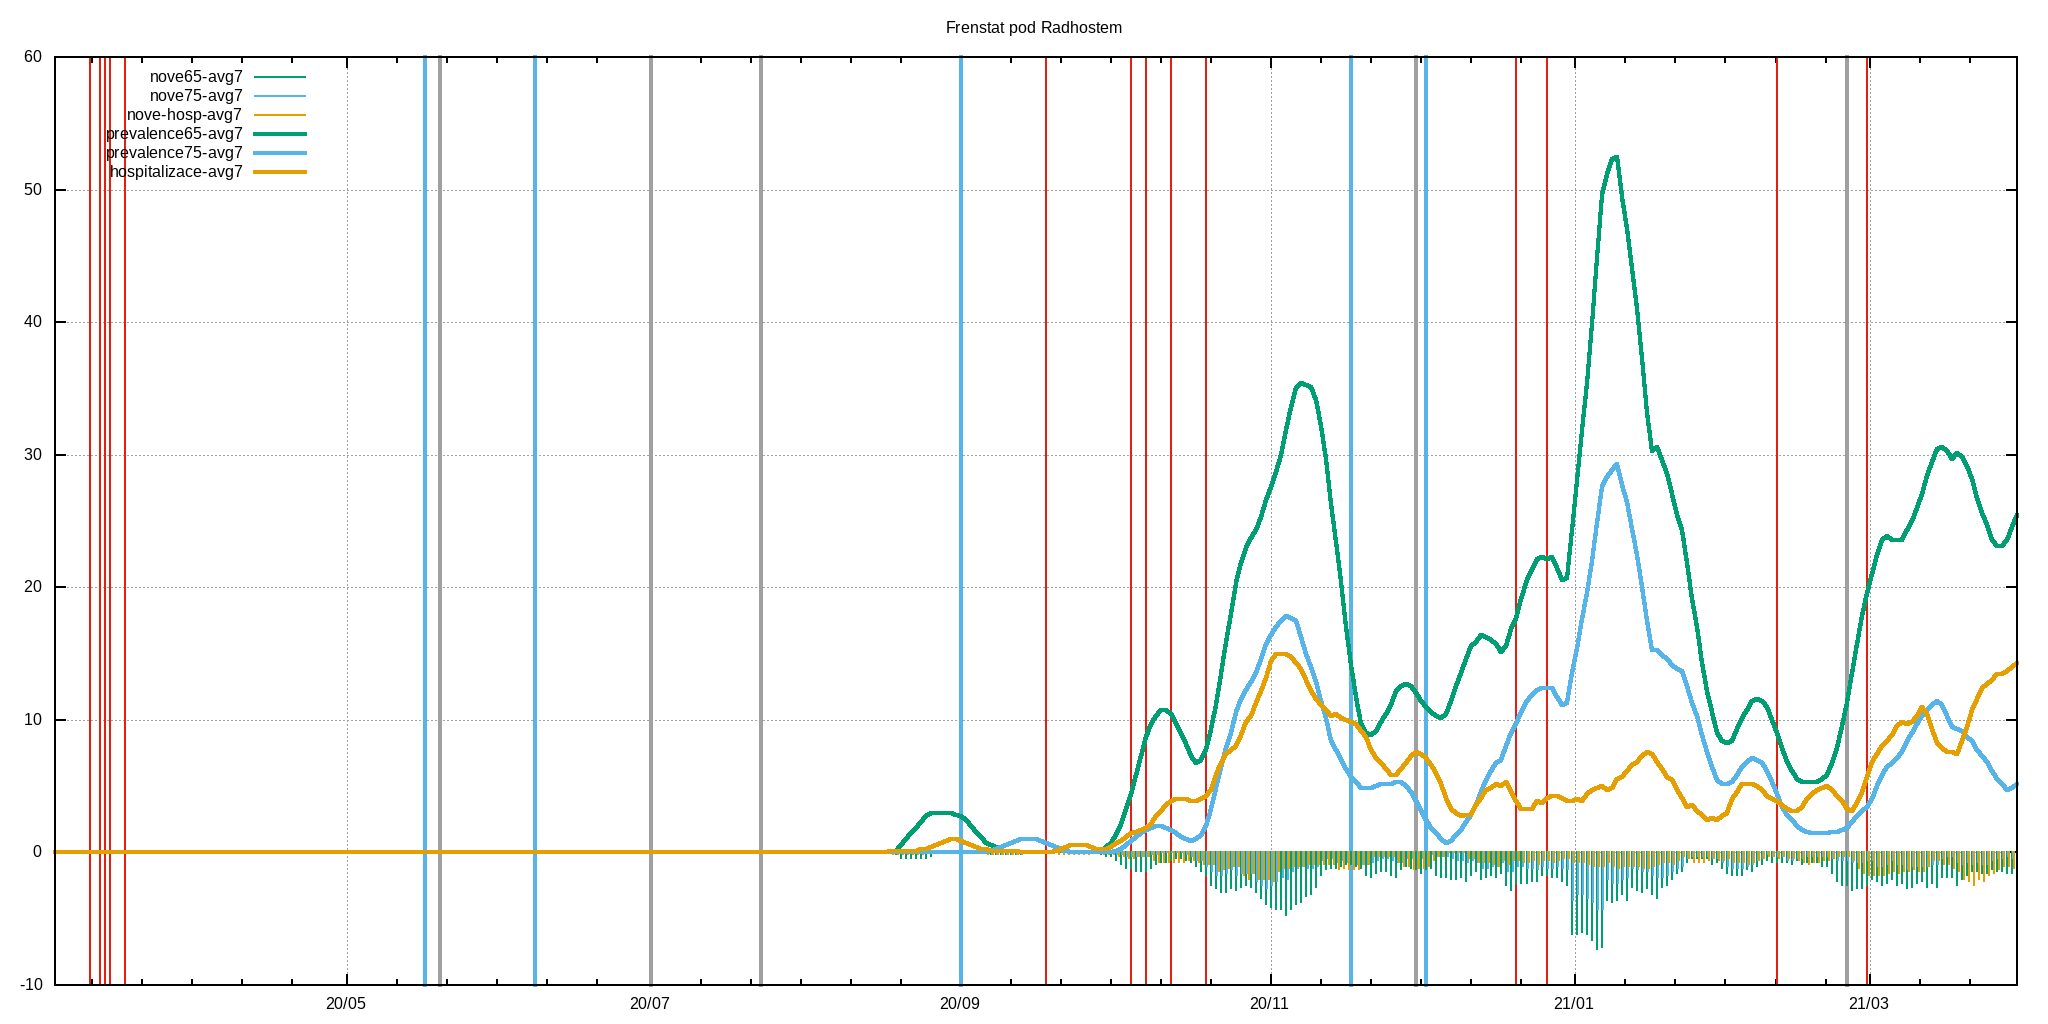 Frenstat pod Radhostem
60
nove65-avg7
nove75-avg7
nove-hosp-avg7
prevalence65-avg7
prevalence75-avg7
hospitalizace-avg7
50
40
30
20
10
0
-10
20/05 20/07 20/09 20/11 21/01 21/03